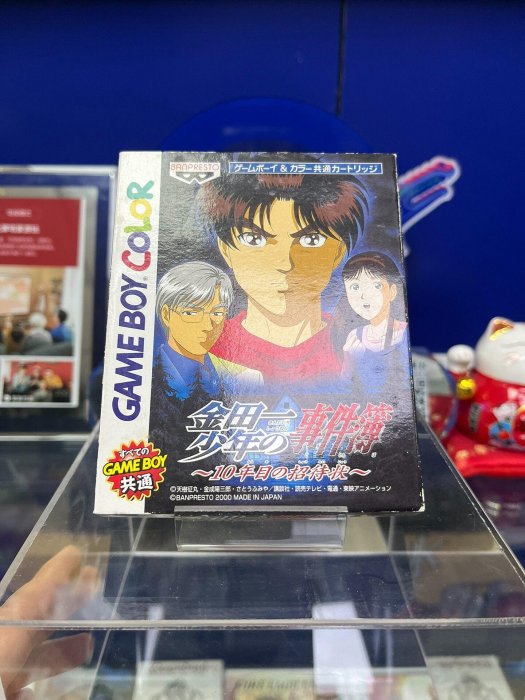 BANPRESTO
ゲームボーイ & カラー共通カートリッジ
GAME BOY COLOR
金田一少年の事件簿
～10年目の招待状～
すべての
GAME BOY
共通
©天樹征丸・金成陽三郎・さとうふみや/講談社・読売テレビ・電通・東映アニメーション
©BANPRESTO 2000 MADE IN JAPAN